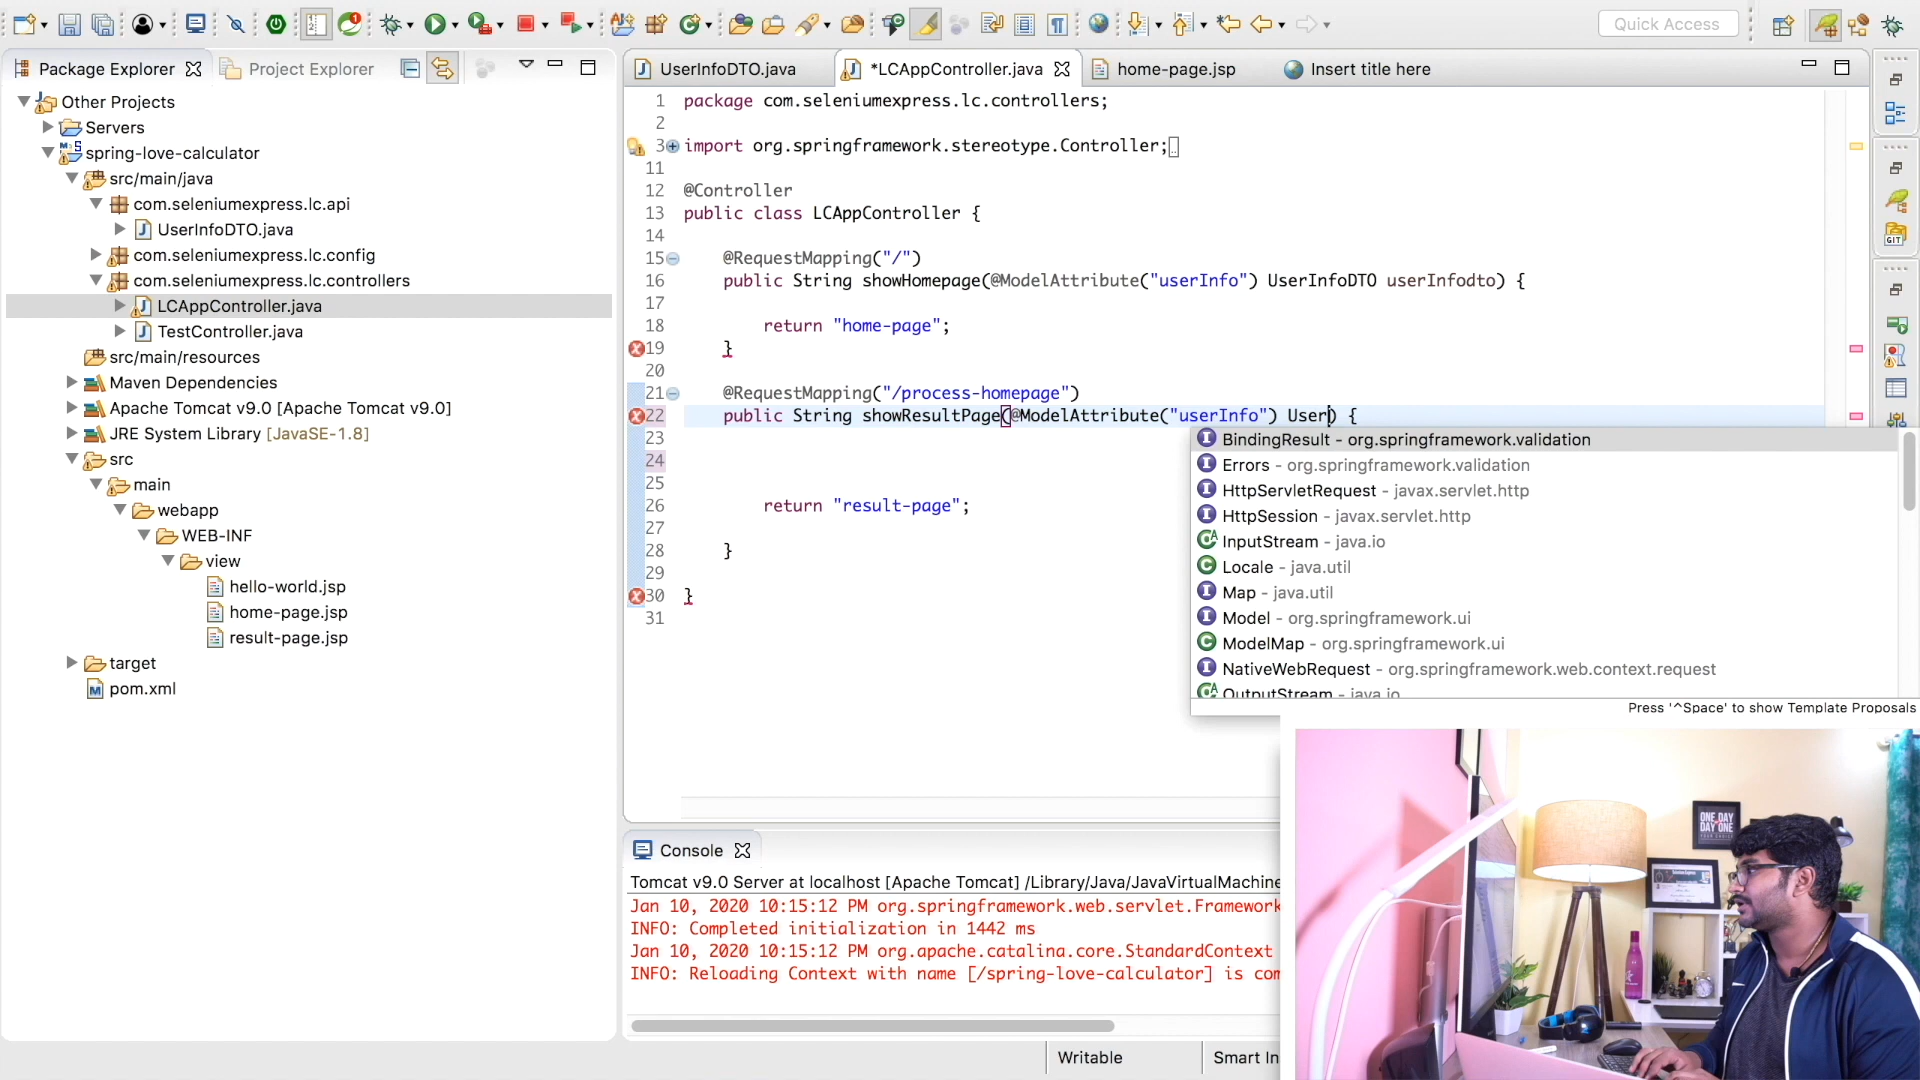 Quick Access
Package Explorer
Project Explorer
Other Projects
Servers
spring-love-calculator
src/main/java
com.seleniumexpress.lc.api
UserInfoDTO.java
com.seleniumexpress.lc.config
com.seleniumexpress.lc.controllers
LCAppController.java
TestController.java
src/main/resources
Maven Dependencies
Apache Tomcat v9.0 [Apache Tomcat v9.0]
JRE System Library [JavaSE-1.8]
src
main
webapp
WEB-INF
view
hello-world.jsp
home-page.jsp
result-page.jsp
target
pom.xml
UserInfoDTO.java
*LCAppController.java
home-page.jsp
Insert title here
1 package com.seleniumexpress.lc.controllers;
2
3 import org.springframework.stereotype.Controller;
11
12 @Controller
13 public class LCAppController {
14
15 @RequestMapping("/")
16 public String showHomepage(@ModelAttribute("userInfo") UserInfoDTO userInfodto) {
17
18 return "home-page";
19 }
20
21 @RequestMapping("/process-homepage")
22 public String showResultPage(@ModelAttribute("userInfo") User) {
23
24
25
26 return "result-page";
27
28 }
29
30 }
31
BindingResult - org.springframework.validation
Errors - org.springframework.validation
HttpServletRequest - javax.servlet.http
HttpSession - javax.servlet.http
InputStream - java.io
Locale - java.util
Map - java.util
Model - org.springframework.ui
ModelMap - org.springframework.ui
NativeWebRequest - org.springframework.web.context.request
OutputStream - java.io
Press '^Space' to show Template Proposals
Console
Tomcat v9.0 Server at localhost [Apache Tomcat] /Library/Java/JavaVirtualMachine
Jan 10, 2020 10:15:12 PM org.springframework.web.servlet.Framework
INFO: Completed initialization in 1442 ms
Jan 10, 2020 10:15:12 PM org.apache.catalina.core.StandardContext
INFO: Reloading Context with name [/spring-love-calculator] is com
Writable
Smart In
GIT
ONE DAY
DAY ONE